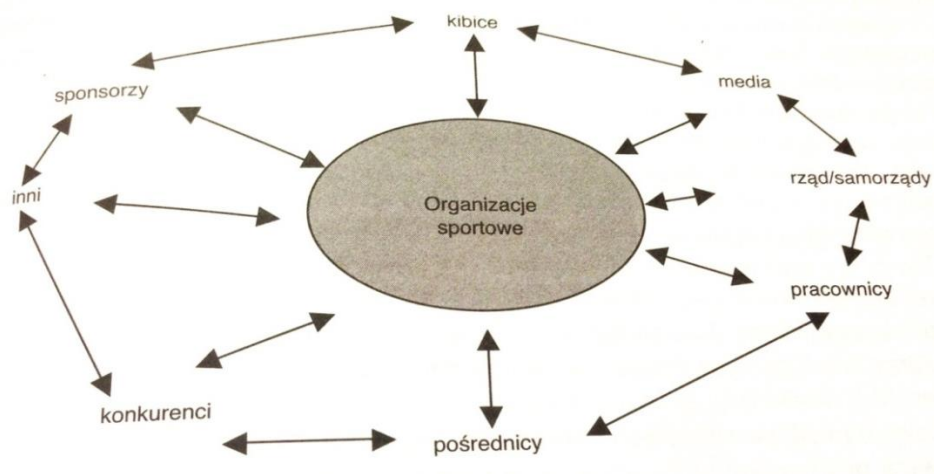 kibice
sponsorzy
media
inni
rząd/samorządy
Organizacje
sportowe
pracownicy
konkurenci
pośrednicy